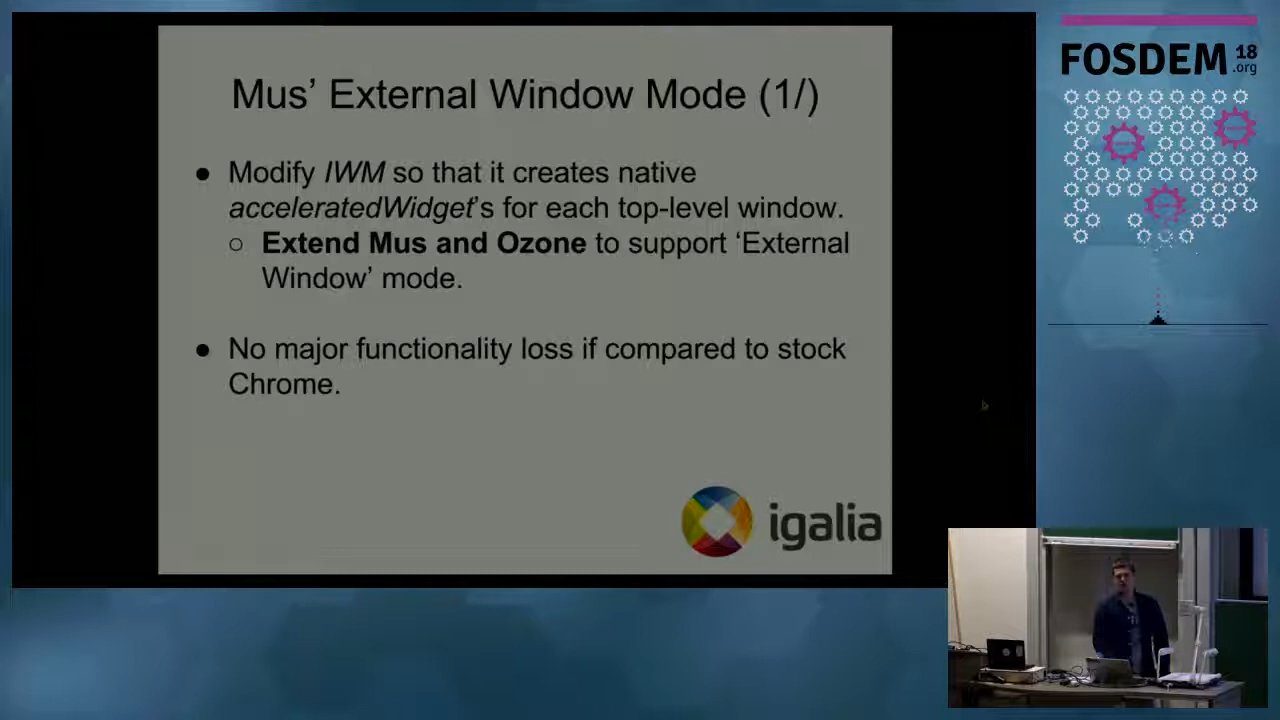 Mus’ External Window Mode (1/)
● Modify IWM so that it creates native
acceleratedWidget’s for each top-level window.
○ Extend Mus and Ozone to support ‘External
Window’ mode.
● No major functionality loss if compared to stock
Chrome.
igalia
FOSDEM 18
.org